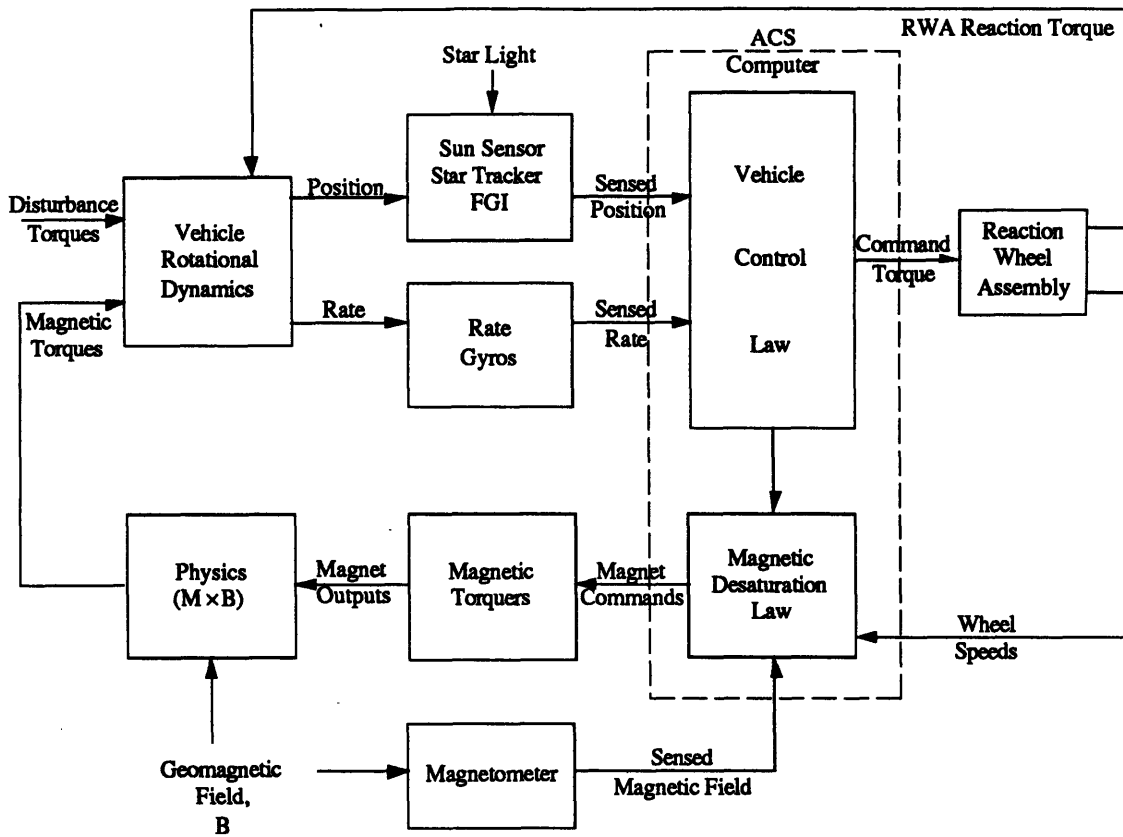 RWA Reaction Torque
ACS
Computer
Star Light
Sun Sensor
Star Tracker
FGI
Vehicle
Control
Law
Position
Sensed
Position
Disturbance
Torques
Vehicle
Rotational
Dynamics
Command
Torque
Reaction
Wheel
Assembly
Magnetic
Torques
Rate
Rate
Gyros
Sensed
Rate
Physics
(M × B)
Magnet
Outputs
Magnetic
Torquers
Magnet
Commands
Magnetic
Desaturation
Law
Wheel
Speeds
Geomagnetic
Field,
B
Magnetometer
Sensed
Magnetic Field